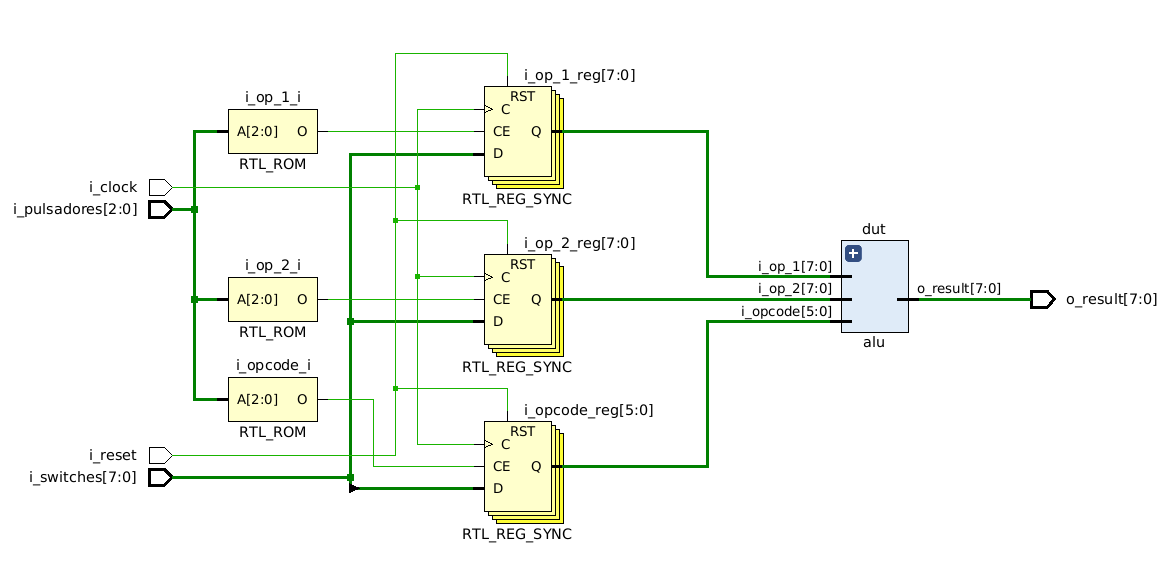 i_op_1_reg[7:0]
RST
C
CE
D
Q
RTL_REG_SYNC
i_op_1_i
A[2:0]
O
RTL_ROM
i_clock
i_pulsadores[2:0]
i_op_2_reg[7:0]
RST
C
CE
D
Q
RTL_REG_SYNC
i_op_2_i
A[2:0]
O
RTL_ROM
i_opcode_i
A[2:0]
O
RTL_ROM
i_opcode_reg[5:0]
RST
C
CE
D
Q
RTL_REG_SYNC
i_reset
i_switches[7:0]
dut
i_op_1[7:0]
i_op_2[7:0]
i_opcode[5:0]
o_result[7:0]
alu
o_result[7:0]